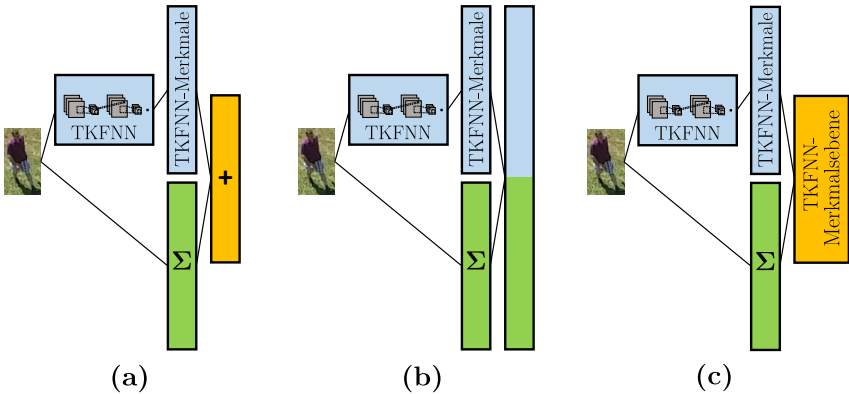 TKFNN
TKFNN-Merkmale
Σ
+
(a)
TKFNN
TKFNN-Merkmale
Σ
(b)
TKFNN
TKFNN-Merkmale
Σ
TKFNN-
Merkmalsebene
(c)